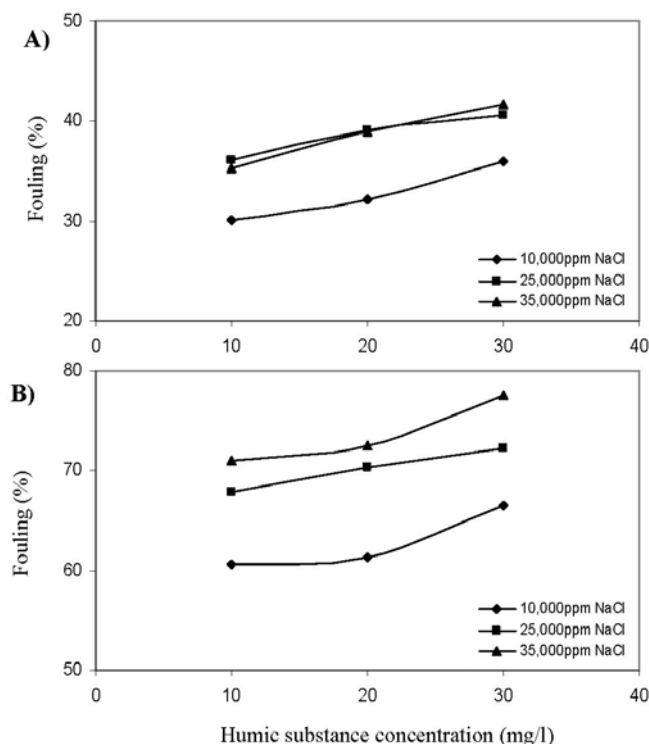 A)
50
40
30
20
Fouling (%)
10,000ppm NaCl
25,000ppm NaCl
35,000ppm NaCl
0 10 20 30 40
B)
80
70
60
50
Fouling (%)
10,000ppm NaCl
25,000ppm NaCl
35,000ppm NaCl
0 10 20 30 40
Humic substance concentration (mg/l)